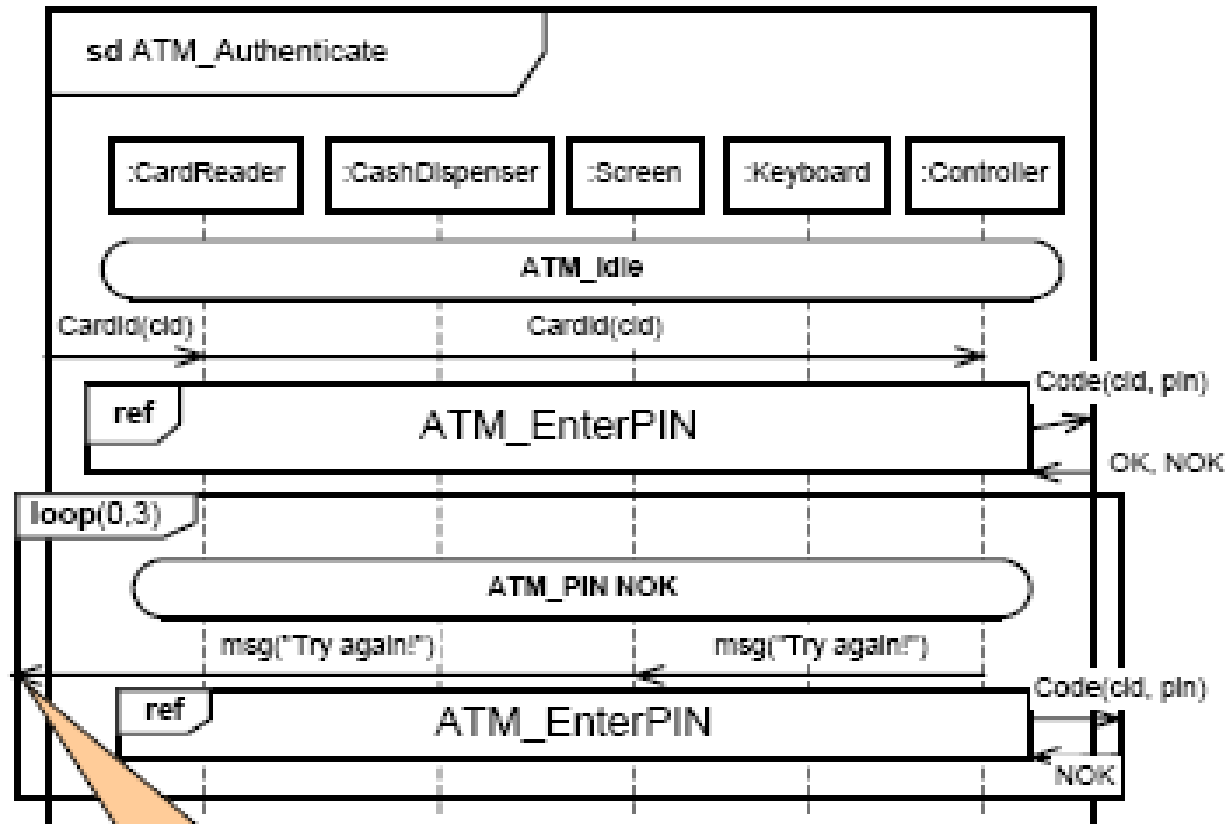 sd ATM_Authenticate
:CardReader :CashDispenser :Screen :Keyboard :Controller
ATM_Idle
CardId(cid) CardId(cid)
Code(cid, pin)
ref ATM_EnterPIN
OK, NOK
loop(0,3)
ATM_PIN NOK
msg("Try again!") msg("Try again!")
Code(cid, pin)
ref ATM_EnterPIN
NOK